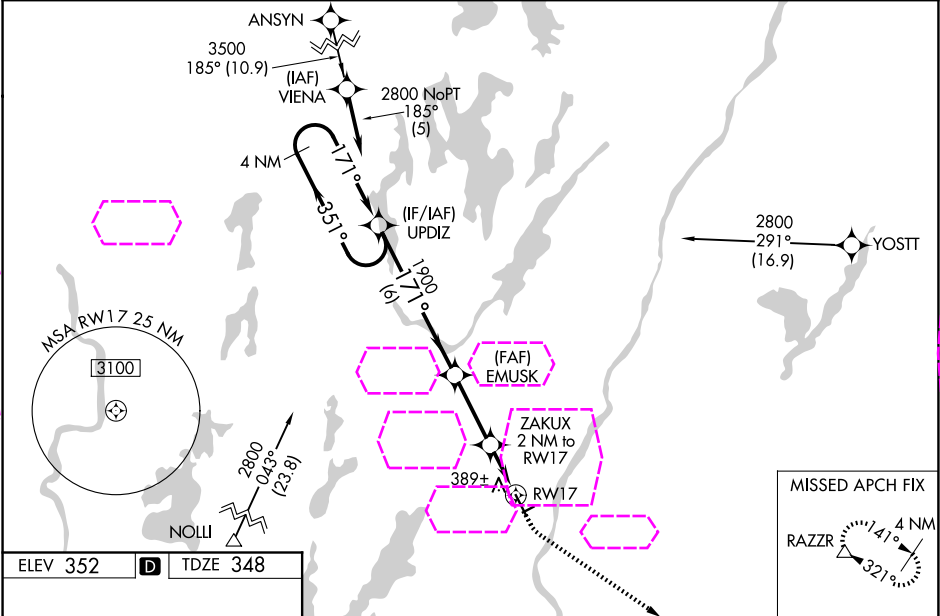 ANSYN
3500
185° (10.9)
(IAF)
VIENA
2800 NoPT
185°
(5)
4 NM
171°
351°
(IF/IAF)
UPDIZ
2800
291°
(16.9)
YOSTT
1900
171°
(6)
MSA RW17 25 NM
3100
(FAF)
EMUSK
ZAKUX
2 NM to
RW17
389±
RW17
2800
043°
(23.8)
NOLLI
MISSED APCH FIX
RAZZR
4 NM
141°
321°
ELEV 352
D
TDZE 348